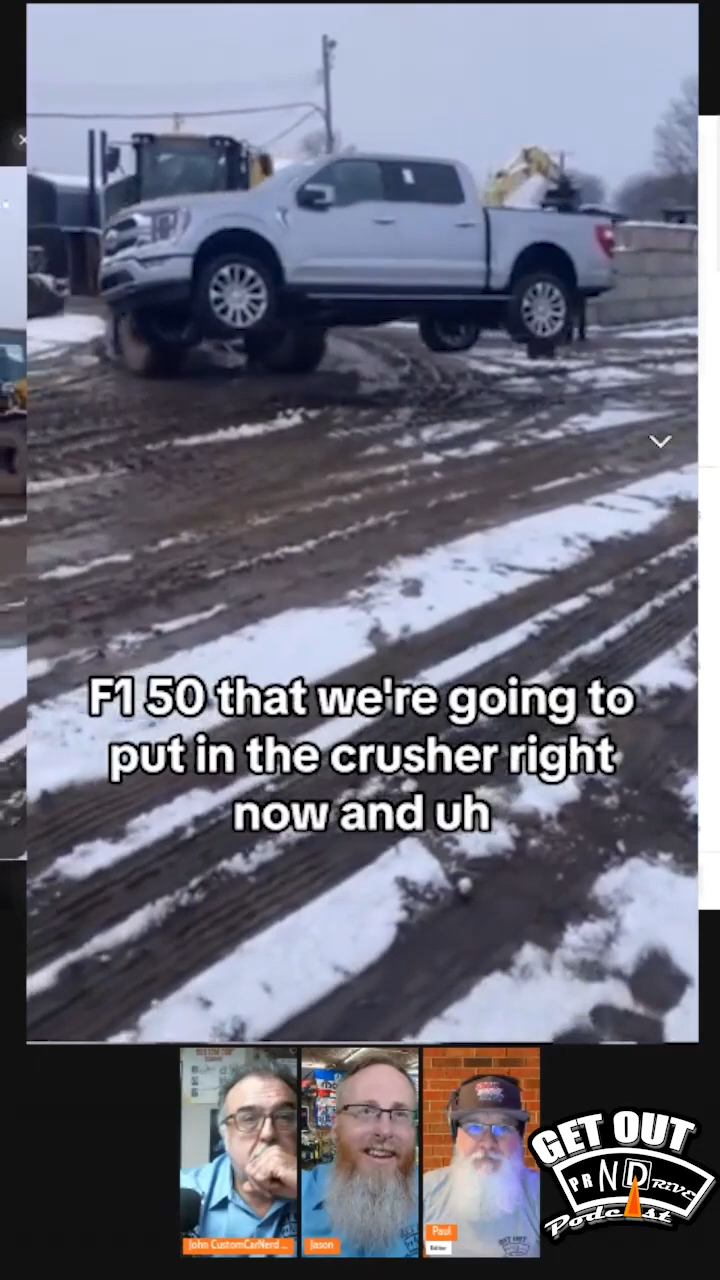 F1 50 that we're going to
put in the crusher right
now and uh
John CustomCarNerd ...
Jason
Paul
GET OUT
PRNDRIVE
Podcast